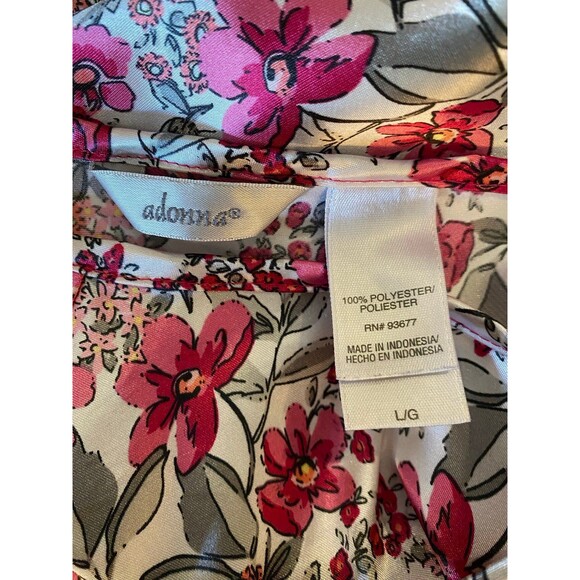 adonna®
100% POLYESTER/
POLIESTER
RN# 93677
MADE IN INDONESIA/
HECHO EN INDONESIA
L/G